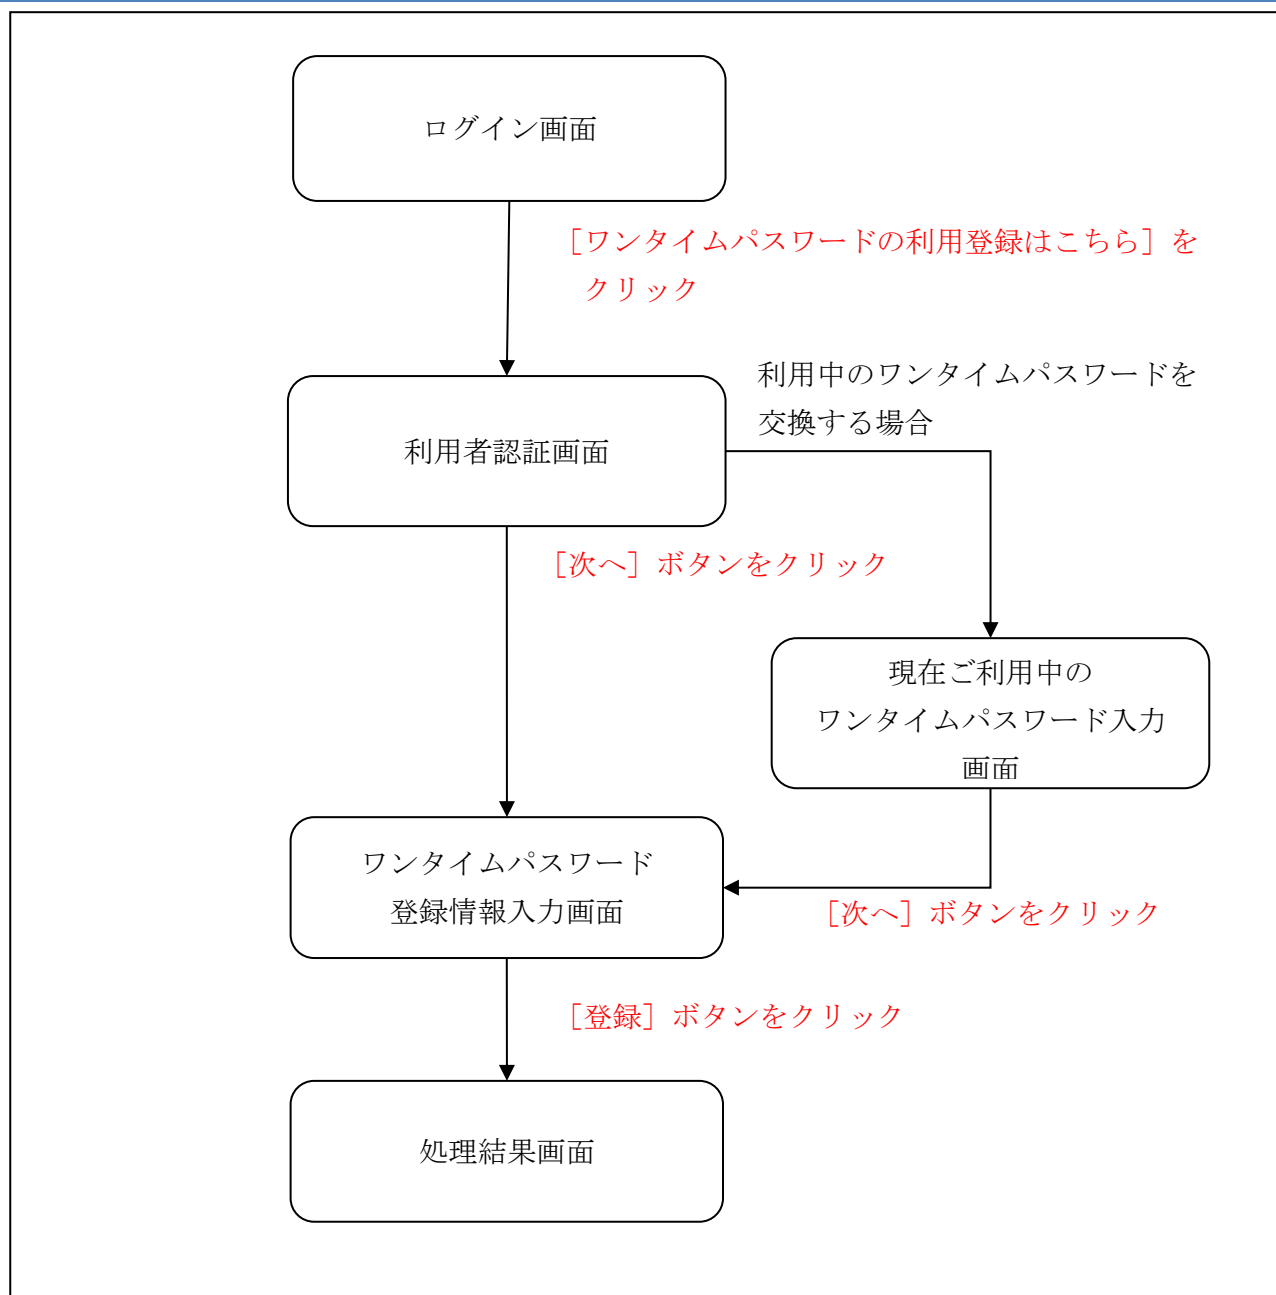 ログイン画面
［ワンタイムパスワードの利用登録はこちら］を
クリック
利用中のワンタイムパスワードを
交換する場合
利用者認証画面
［次へ］ボタンをクリック
現在ご利用中の
ワンタイムパスワード入力
画面
ワンタイムパスワード
登録情報入力画面
［次へ］ボタンをクリック
［登録］ボタンをクリック
処理結果画面